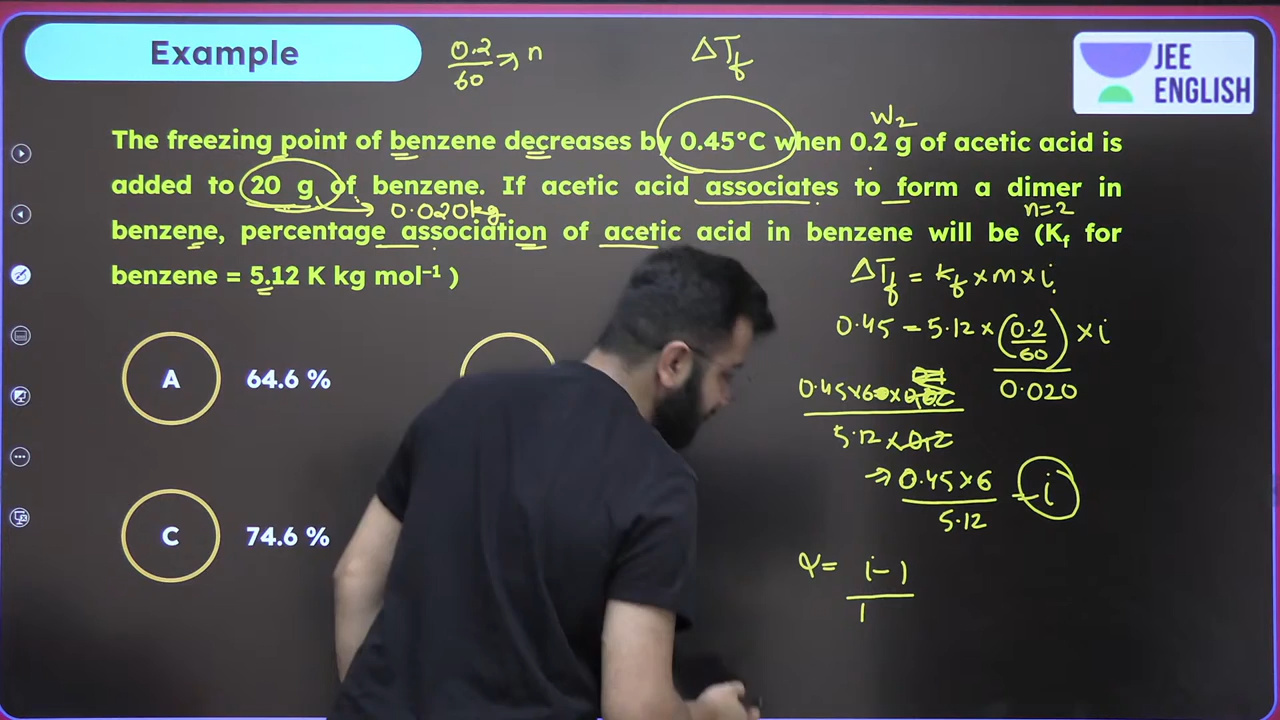 Example
0.2/60 → n
ΔTf
JEE
ENGLISH
W2
The freezing point of benzene decreases by 0.45°C when 0.2 g of acetic acid is
added to 20 g of benzene. If acetic acid associates to form a dimer in
0.020kg
n=2
benzene, percentage association of acetic acid in benzene will be (Kf for
benzene = 5.12 K kg mol⁻¹ )
ΔTf = Kf × m × i
0.45 = 5.12 × (0.2/60)/0.020 × i
A 64.6 %
0.45×60×
5.12 × 0.2
→ 0.45×6/5.12 = i
C 74.6 %
α = i-1
1